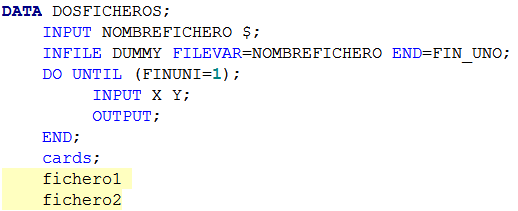 DATA DOSFICHEROS;
INPUT NOMBREFICHERO $;
INFILE DUMMY FILEVAR=NOMBREFICHERO END=FIN_UNO;
DO UNTIL (FINUNI=1);
INPUT X Y;
OUTPUT;
END;
cards;
fichero1
fichero2